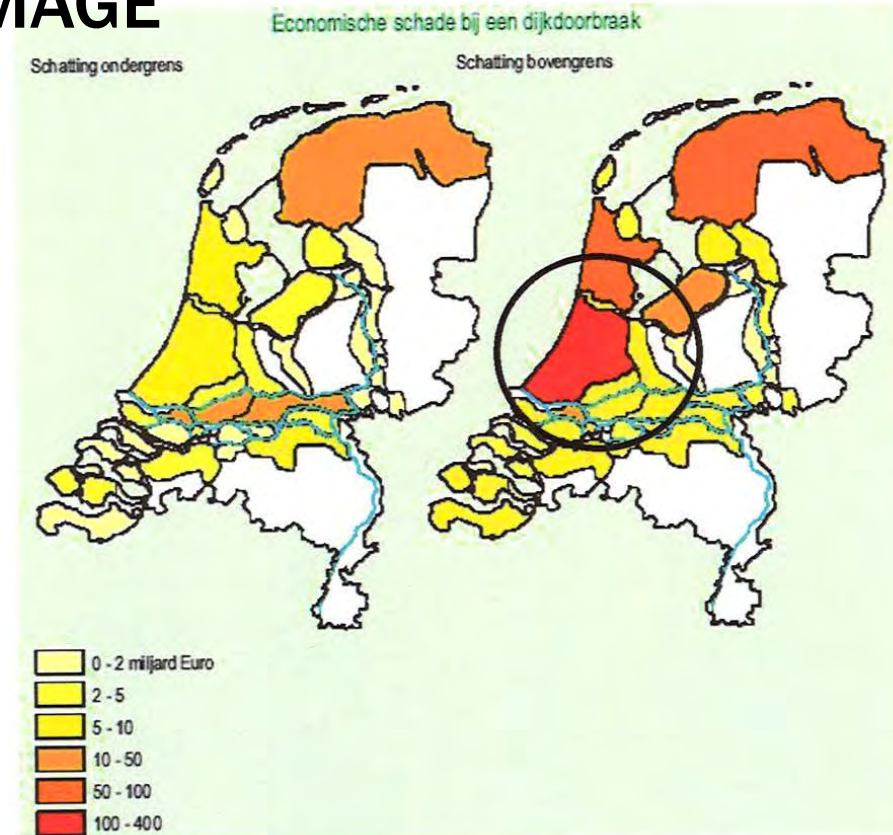 MAGE
Economische schade bij een dijkdoorbraak
Schatting ondergrens
Schatting bovengrens
0 - 2 miljard Euro
2 - 5
5 - 10
10 - 50
50 - 100
100 - 400